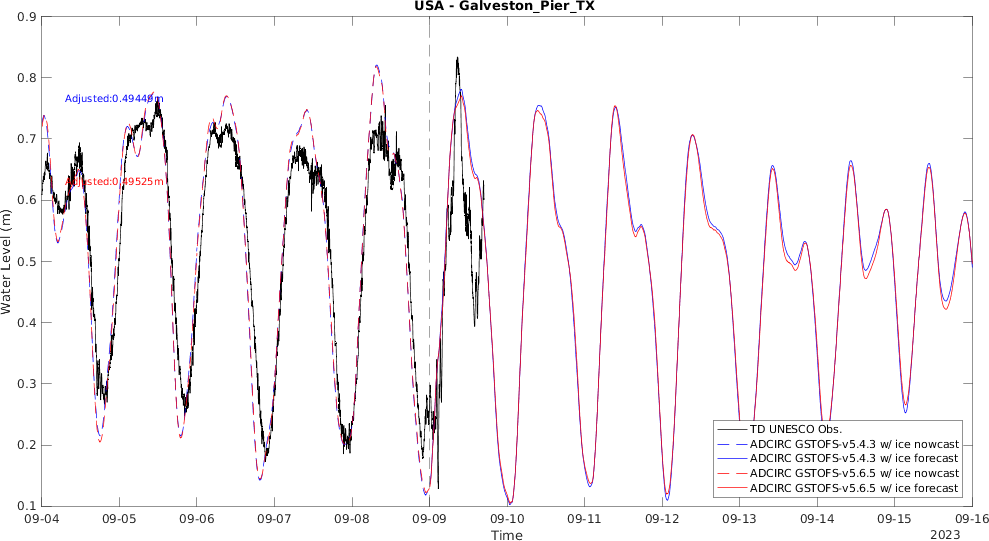 USA - Galveston_Pier_TX
0.9
0.8
0.7
0.6
0.5
0.4
0.3
0.2
0.1
Water Level (m)
Adjusted:0.49449m
Adjusted:0.49525m
TD UNESCO Obs.
ADCIRC GSTOFS-v5.4.3 w/ ice nowcast
ADCIRC GSTOFS-v5.4.3 w/ ice forecast
ADCIRC GSTOFS-v5.6.5 w/ ice nowcast
ADCIRC GSTOFS-v5.6.5 w/ ice forecast
09-04 09-05 09-06 09-07 09-08 09-09 09-10 09-11 09-12 09-13 09-14 09-15 09-16
Time
2023